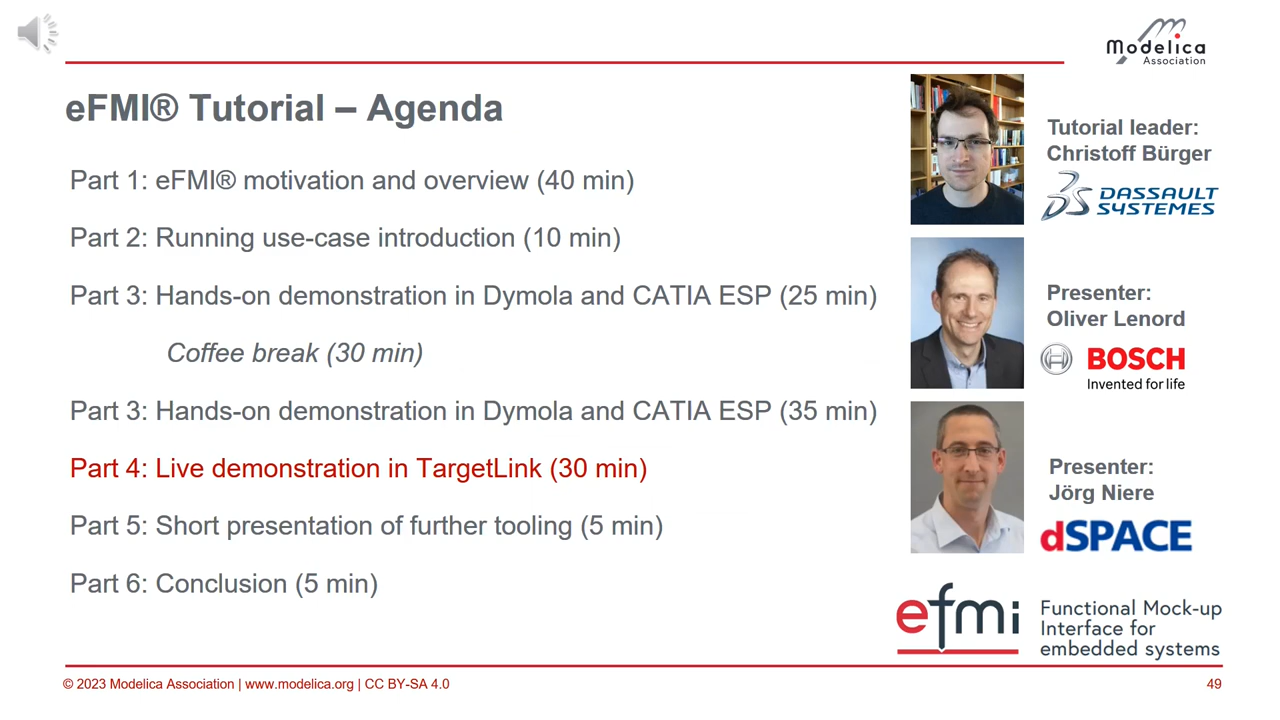 Modelica
Association
eFMI® Tutorial – Agenda
Part 1: eFMI® motivation and overview (40 min)
Part 2: Running use-case introduction (10 min)
Part 3: Hands-on demonstration in Dymola and CATIA ESP (25 min)
Coffee break (30 min)
Part 3: Hands-on demonstration in Dymola and CATIA ESP (35 min)
Part 4: Live demonstration in TargetLink (30 min)
Part 5: Short presentation of further tooling (5 min)
Part 6: Conclusion (5 min)
Tutorial leader:
Christoff Bürger
DASSAULT
SYSTEMES
Presenter:
Oliver Lenord
BOSCH
Invented for life
Presenter:
Jörg Niere
dSPACE
efmi
Functional Mock-up
Interface for
embedded systems
© 2023 Modelica Association | www.modelica.org | CC BY-SA 4.0
49